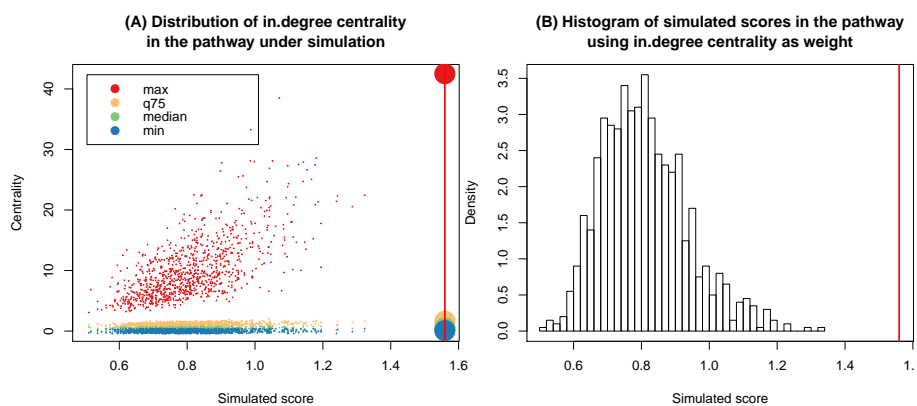 (A) Distribution of in.degree centrality
in the pathway under simulation
max
q75
median
min
Centrality
40
30
20
10
0
0.6
0.8
1.0
1.2
1.4
1.6
Simulated score
(B) Histogram of simulated scores in the pathway
using in.degree centrality as weight
Density
3.5
3.0
2.5
2.0
1.5
1.0
0.5
0.0
0.6
0.8
1.0
1.2
1.4
1.
Simulated score